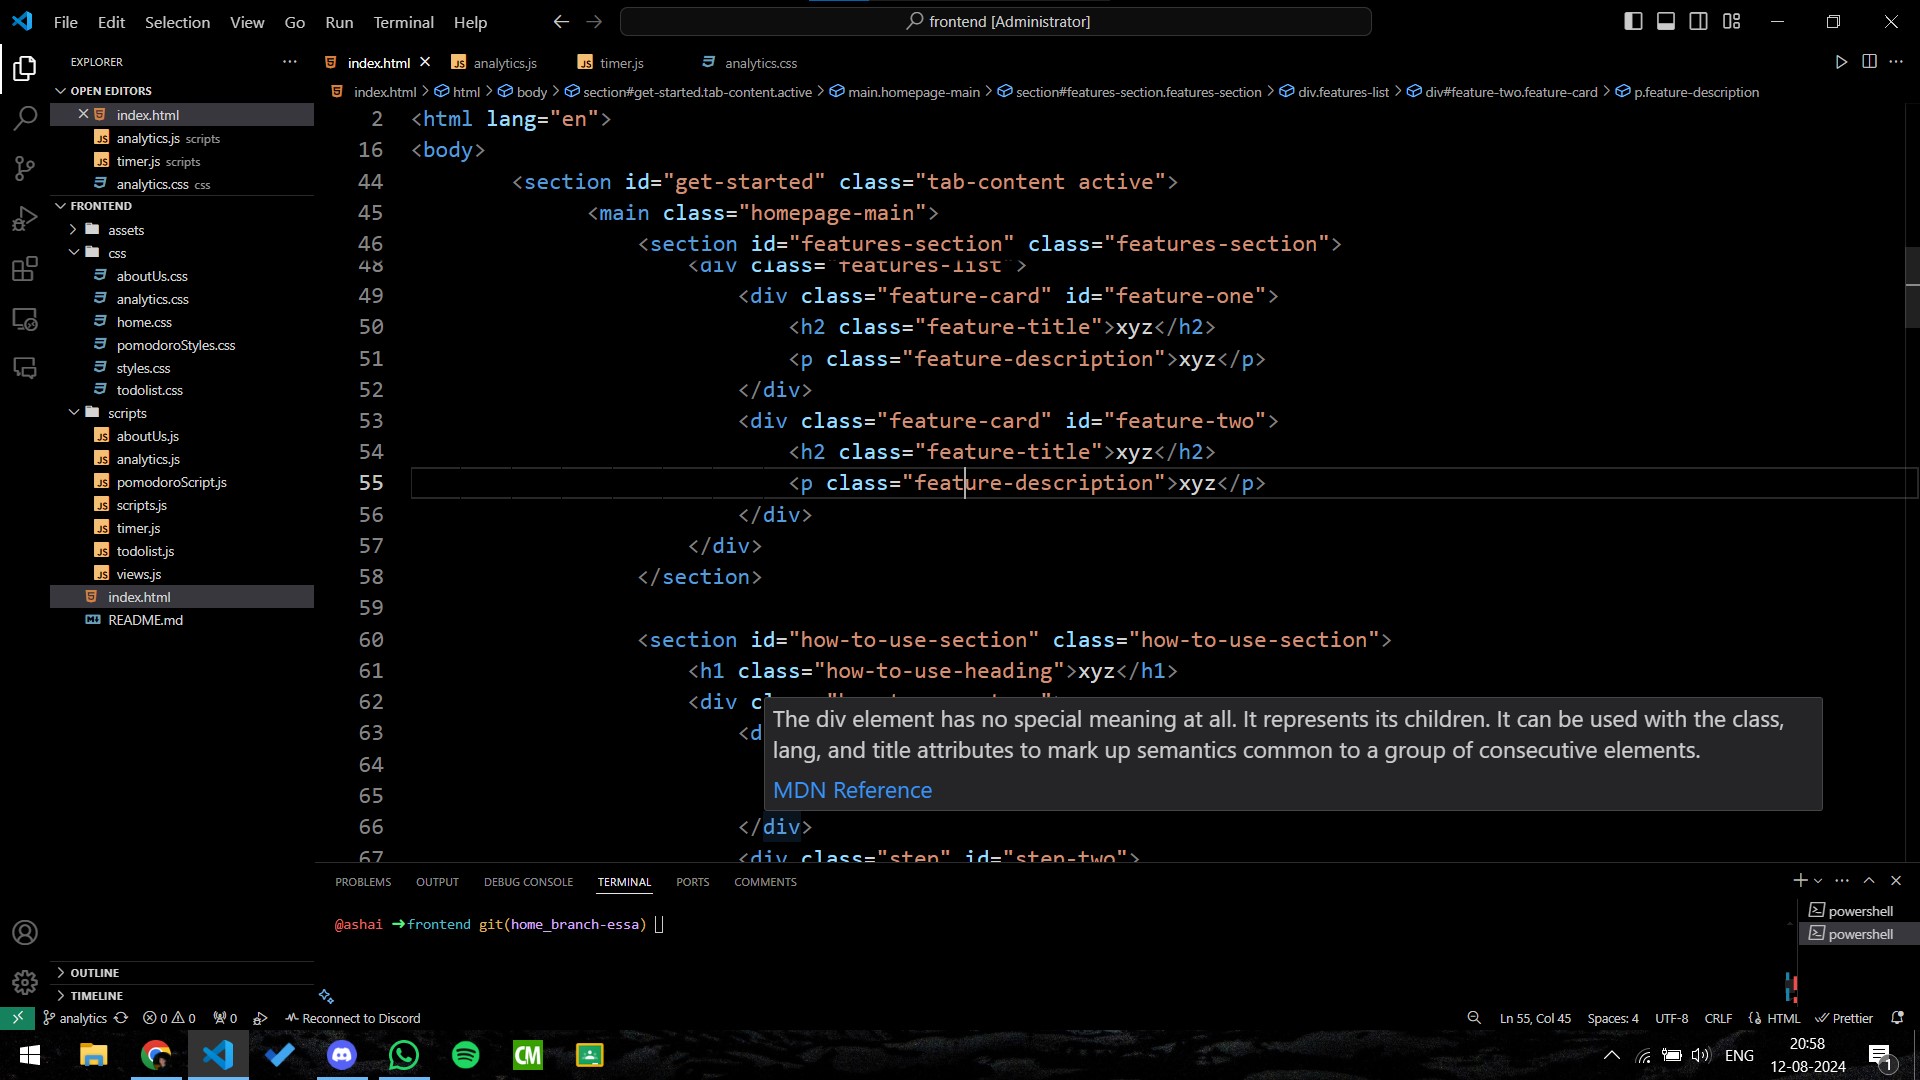 File Edit Selection View Go Run Terminal Help
frontend [Administrator]
EXPLORER
OPEN EDITORS
index.html
analytics.js scripts
timer.js scripts
analytics.css css
FRONTEND
assets
css
aboutUs.css
analytics.css
home.css
pomodoroStyles.css
styles.css
todolist.css
scripts
aboutUs.js
analytics.js
pomodoroScript.js
scripts.js
timer.js
todolist.js
views.js
index.html
README.md
OUTLINE
TIMELINE
index.html analytics.js timer.js analytics.css
index.html > html > body > section#get-started.tab-content.active > main.homepage-main > section#features-section.features-section > div.features-list > div#feature-two.feature-card > p.feature-description
2 <html lang="en">
16 <body>
44 <section id="get-started" class="tab-content active">
45 <main class="homepage-main">
46 <section id="features-section" class="features-section">
48 <div class="features-list">
49 <div class="feature-card" id="feature-one">
50 <h2 class="feature-title">xyz</h2>
51 <p class="feature-description">xyz</p>
52 </div>
53 <div class="feature-card" id="feature-two">
54 <h2 class="feature-title">xyz</h2>
55 <p class="feature-description">xyz</p>
56 </div>
57 </div>
58 </section>
59
60 <section id="how-to-use-section" class="how-to-use-section">
61 <h1 class="how-to-use-heading">xyz</h1>
62 <div c
63 <d
64
65
66 </div>
67 <div class="step" id="step-two">
The div element has no special meaning at all. It represents its children. It can be used with the class,
lang, and title attributes to mark up semantics common to a group of consecutive elements.
MDN Reference
PROBLEMS OUTPUT DEBUG CONSOLE TERMINAL PORTS COMMENTS
@ashai ➜frontend git(home_branch-essa)
powershell
powershell
analytics 0 0 0 Reconnect to Discord
Ln 55, Col 45 Spaces: 4 UTF-8 CRLF HTML Prettier
CM
ENG
20:58
12-08-2024
1